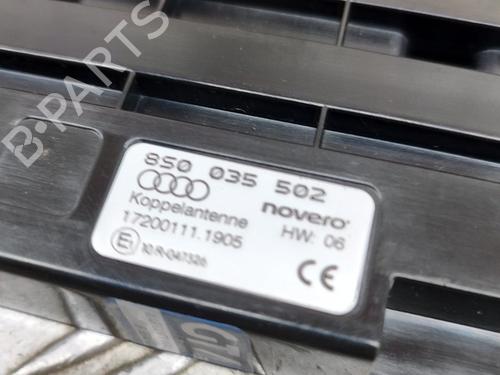 B-PARTS
8S0 035 502
Koppelantenne novero
17200111.1905 HW: 06
10 R-047326 CE